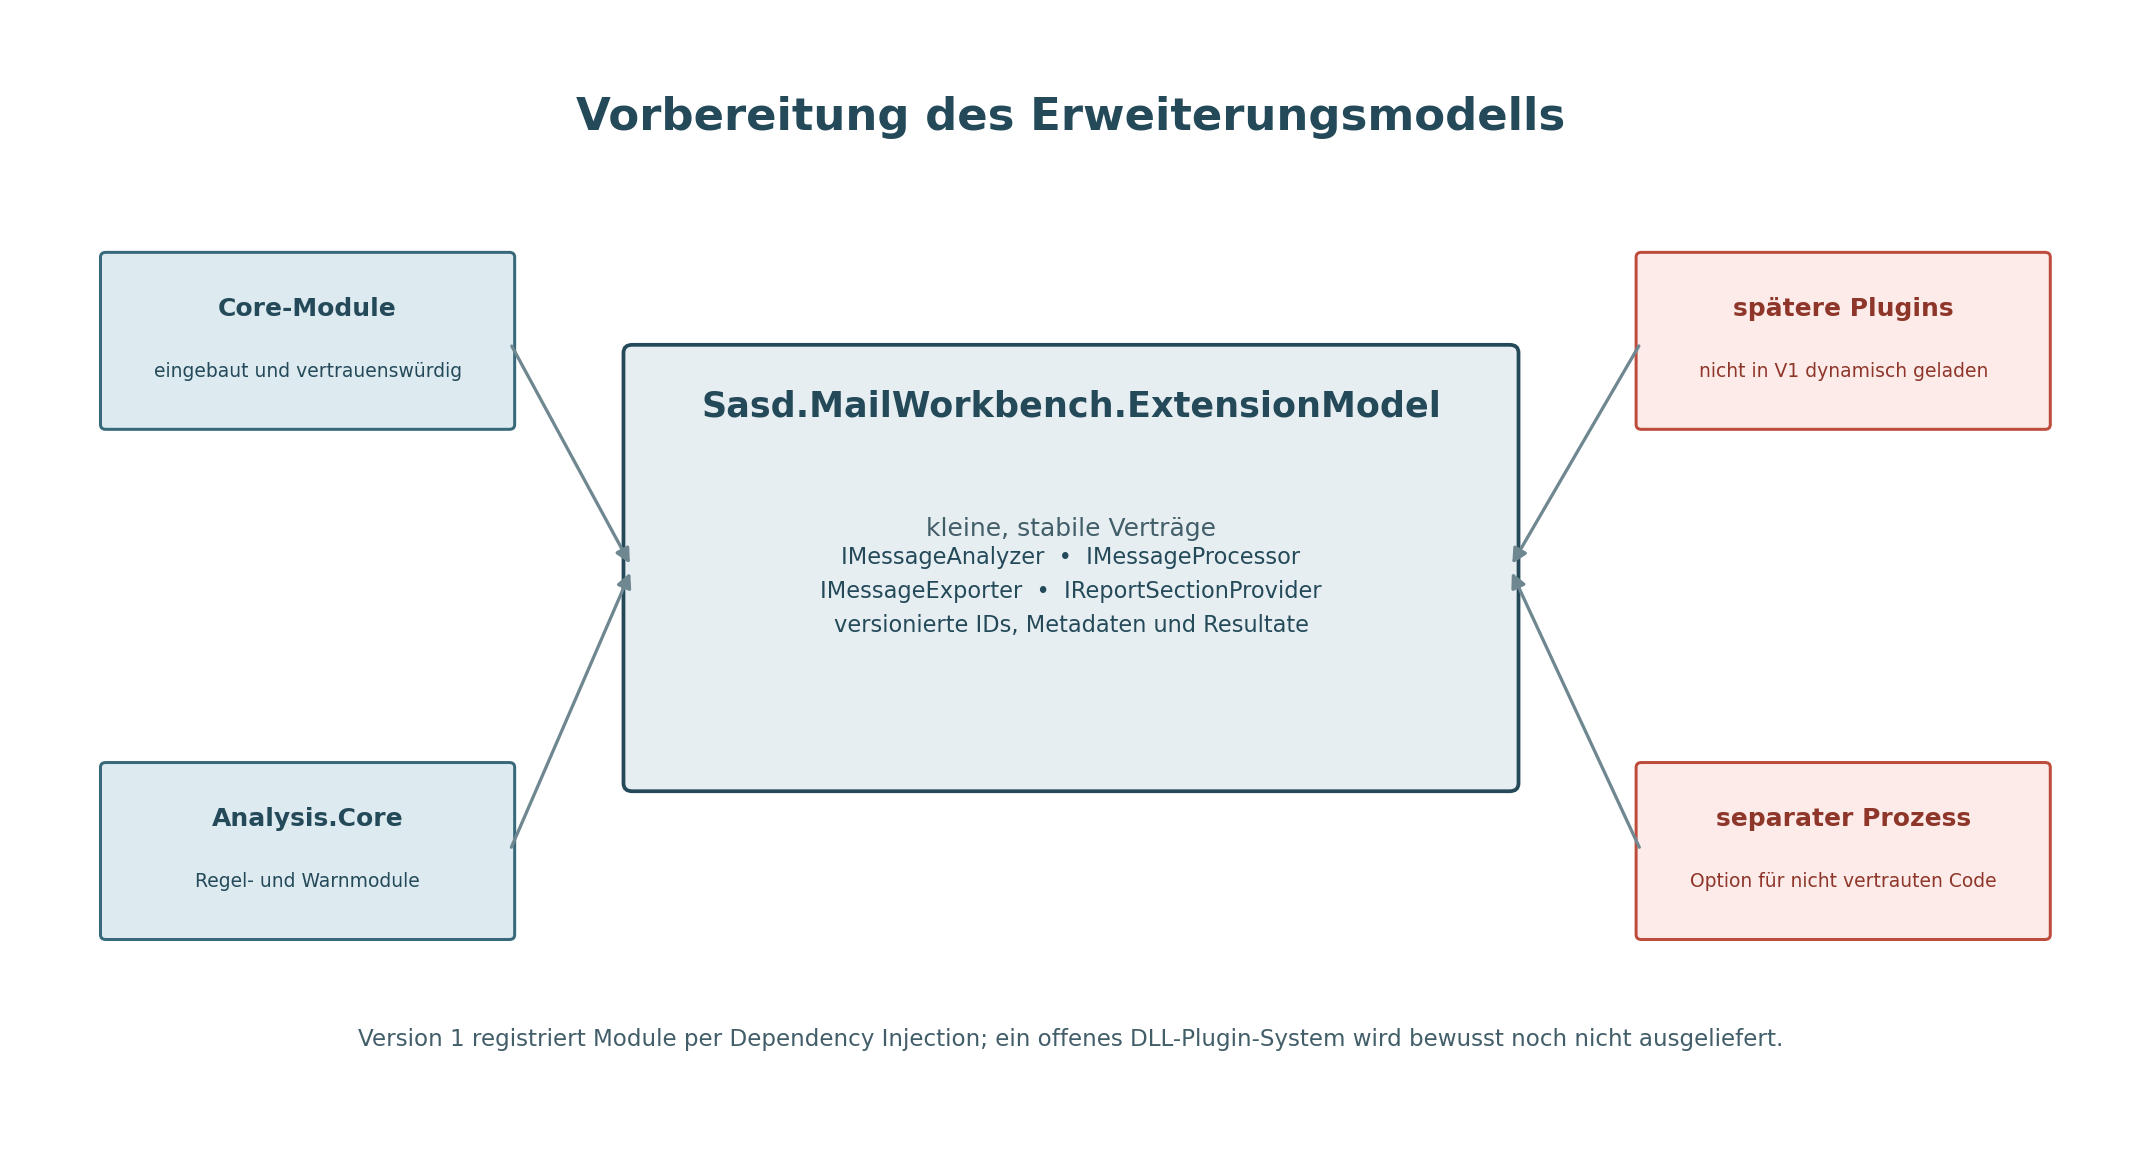 Vorbereitung des Erweiterungsmodells
Core-Module
eingebaut und vertrauenswürdig
spätere Plugins
nicht in V1 dynamisch geladen
Sasd.MailWorkbench.ExtensionModel
kleine, stabile Verträge
IMessageAnalyzer • IMessageProcessor
IMessageExporter • IReportSectionProvider
versionierte IDs, Metadaten und Resultate
Analysis.Core
Regel- und Warnmodule
separater Prozess
Option für nicht vertrauten Code
Version 1 registriert Module per Dependency Injection; ein offenes DLL-Plugin-System wird bewusst noch nicht ausgeliefert.